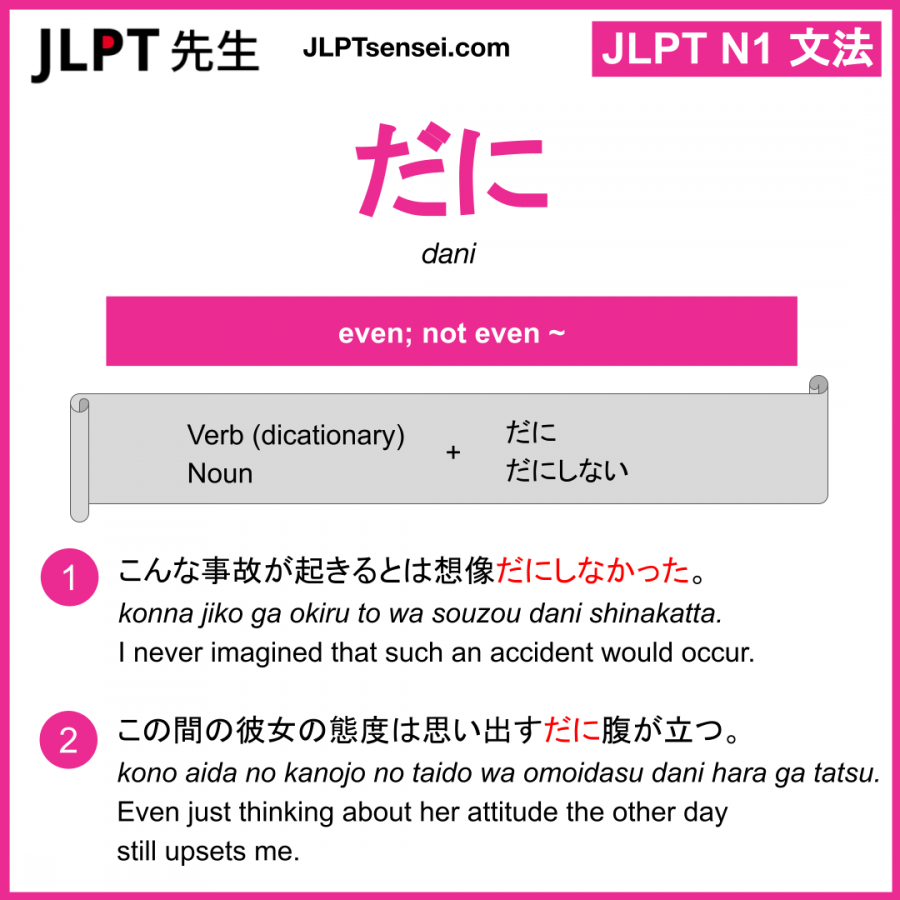 JLPT 先生
JLPTsensei.com
JLPT N1 文法
だに
dani
even; not even ~
Verb (dicationary)
Noun
+
だに
だにしない
1
こんな事故が起きるとは想像だにしなかった。
konna jiko ga okiru to wa souzou dani shinakatta.
I never imagined that such an accident would occur.
2
この間の彼女の態度は思い出すだに腹が立つ。
kono aida no kanojo no taido wa omoidasu dani hara ga tatsu.
Even just thinking about her attitude the other day
still upsets me.